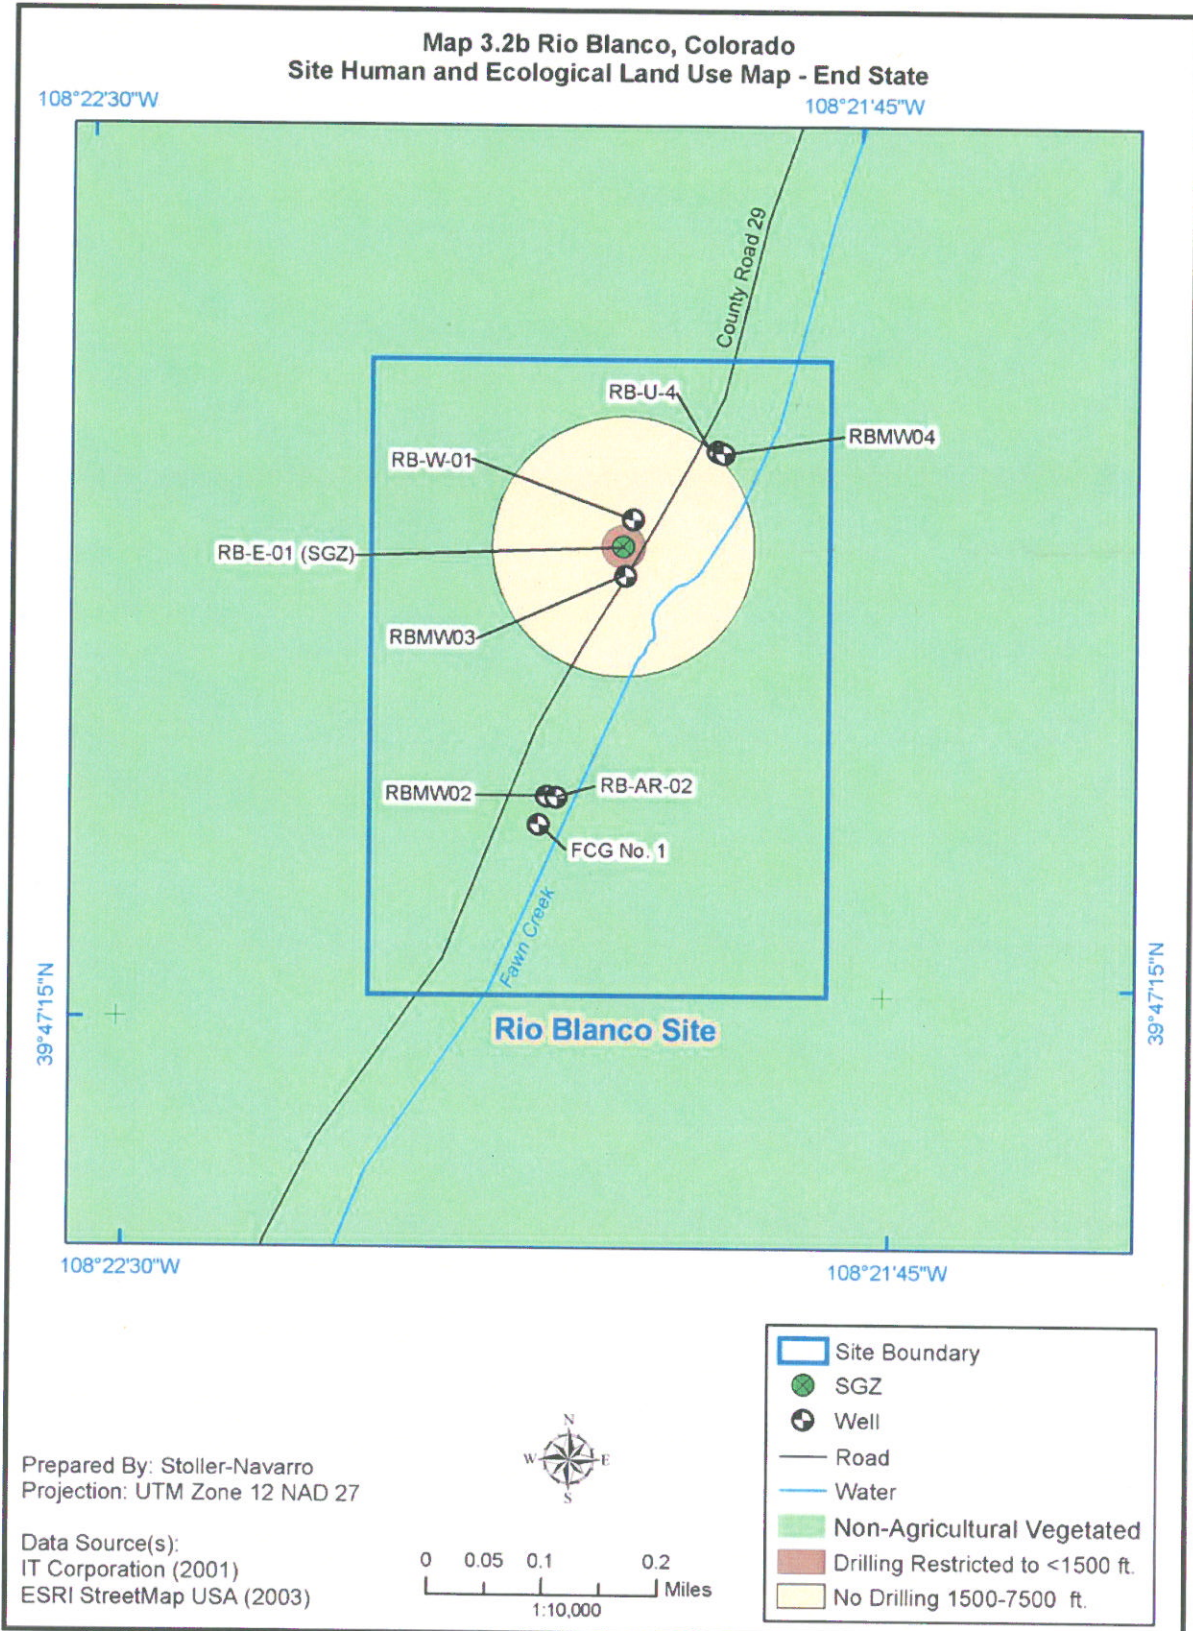 Map 3.2b Rio Blanco, Colorado
Site Human and Ecological Land Use Map - End State
108°22'30"W
108°21'45"W
County Road 29
RB-U-4
RBMW04
RB-W-01
RB-E-01 (SGZ)
RBMW03
RBMW02
RB-AR-02
FCG No. 1
Fawn Creek
39°47'15"N
39°47'15"N
Rio Blanco Site
108°22'30"W
108°21'45"W
Site Boundary
SGZ
Well
Road
Water
Non-Agricultural Vegetated
Drilling Restricted to <1500 ft.
No Drilling 1500-7500 ft.
N
W
E
S
Prepared By: Stoller-Navarro
Projection: UTM Zone 12 NAD 27
Data Source(s):
IT Corporation (2001)
ESRI StreetMap USA (2003)
0 0.05 0.1 0.2
Miles
1:10,000